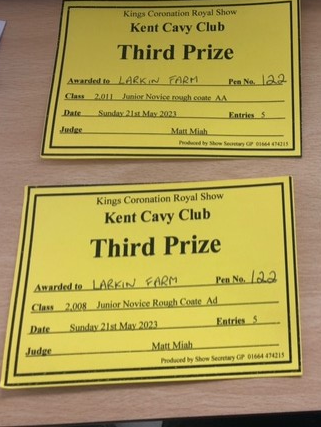 Kings Coronation Royal Show
Kent Cavy Club
Third Prize
Awarded to LARKIN FARM Pen No. 122
Class 2,011 Junior Novice rough coate AA
Date Sunday 21st May 2023 Entries 5
Judge Matt Miah
Produced by Show Secretary GP 01664 474215
Kings Coronation Royal Show
Kent Cavy Club
Third Prize
Awarded to LARKIN FARM Pen No. 122
Class 2,008 Junior Novice Rough Coate Ad
Date Sunday 21st May 2023 Entries 5
Judge Matt Miah
Produced by Show Secretary GP 01664 474215